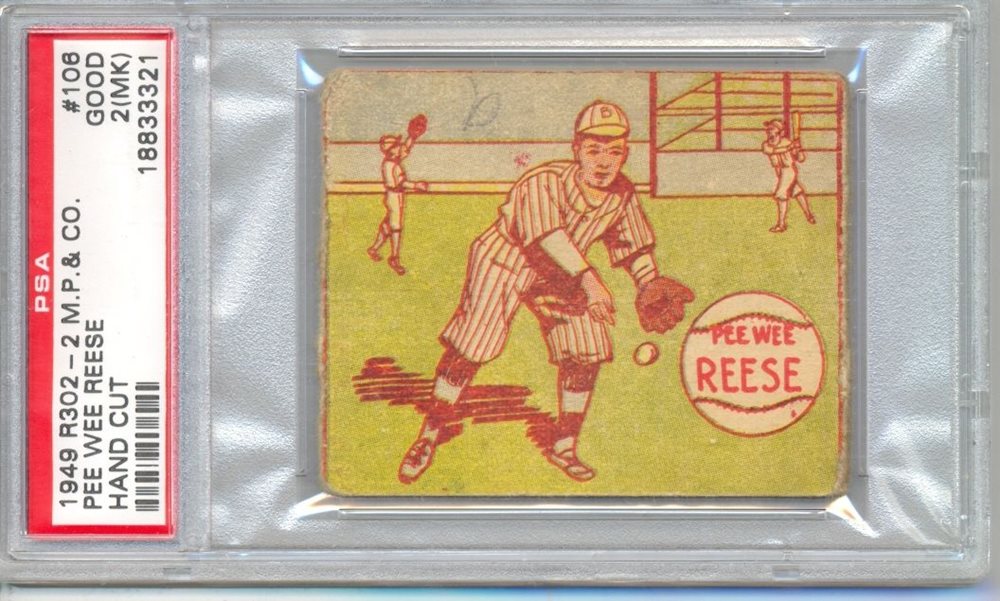 PSA
1949 R302-2 M.P. & CO.
PEE WEE REESE
HAND CUT
#106
GOOD
2(MK)
18833321
B
PEE WEE
REESE